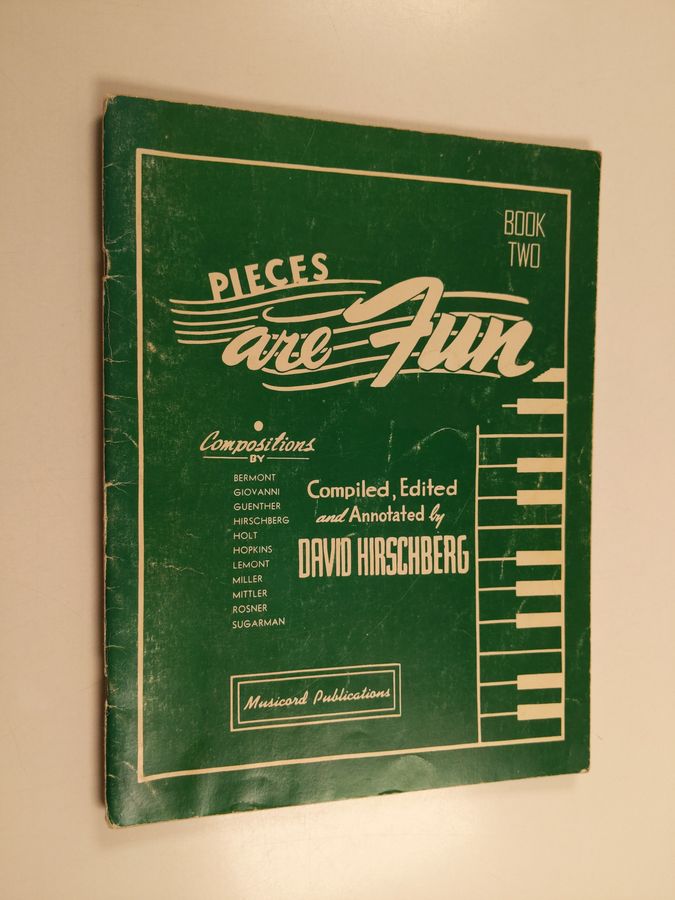 BOOK
TWO
PIECES
are Fun
Compositions
BY
BERMONT
GIOVANNI
GUENTHER
HIRSCHBERG
HOLT
HOPKINS
LEMONT
MILLER
MITTLER
ROSNER
SUGARMAN
Compiled, Edited
and Annotated by
DAVID HIRSCHBERG
Musicord Publications